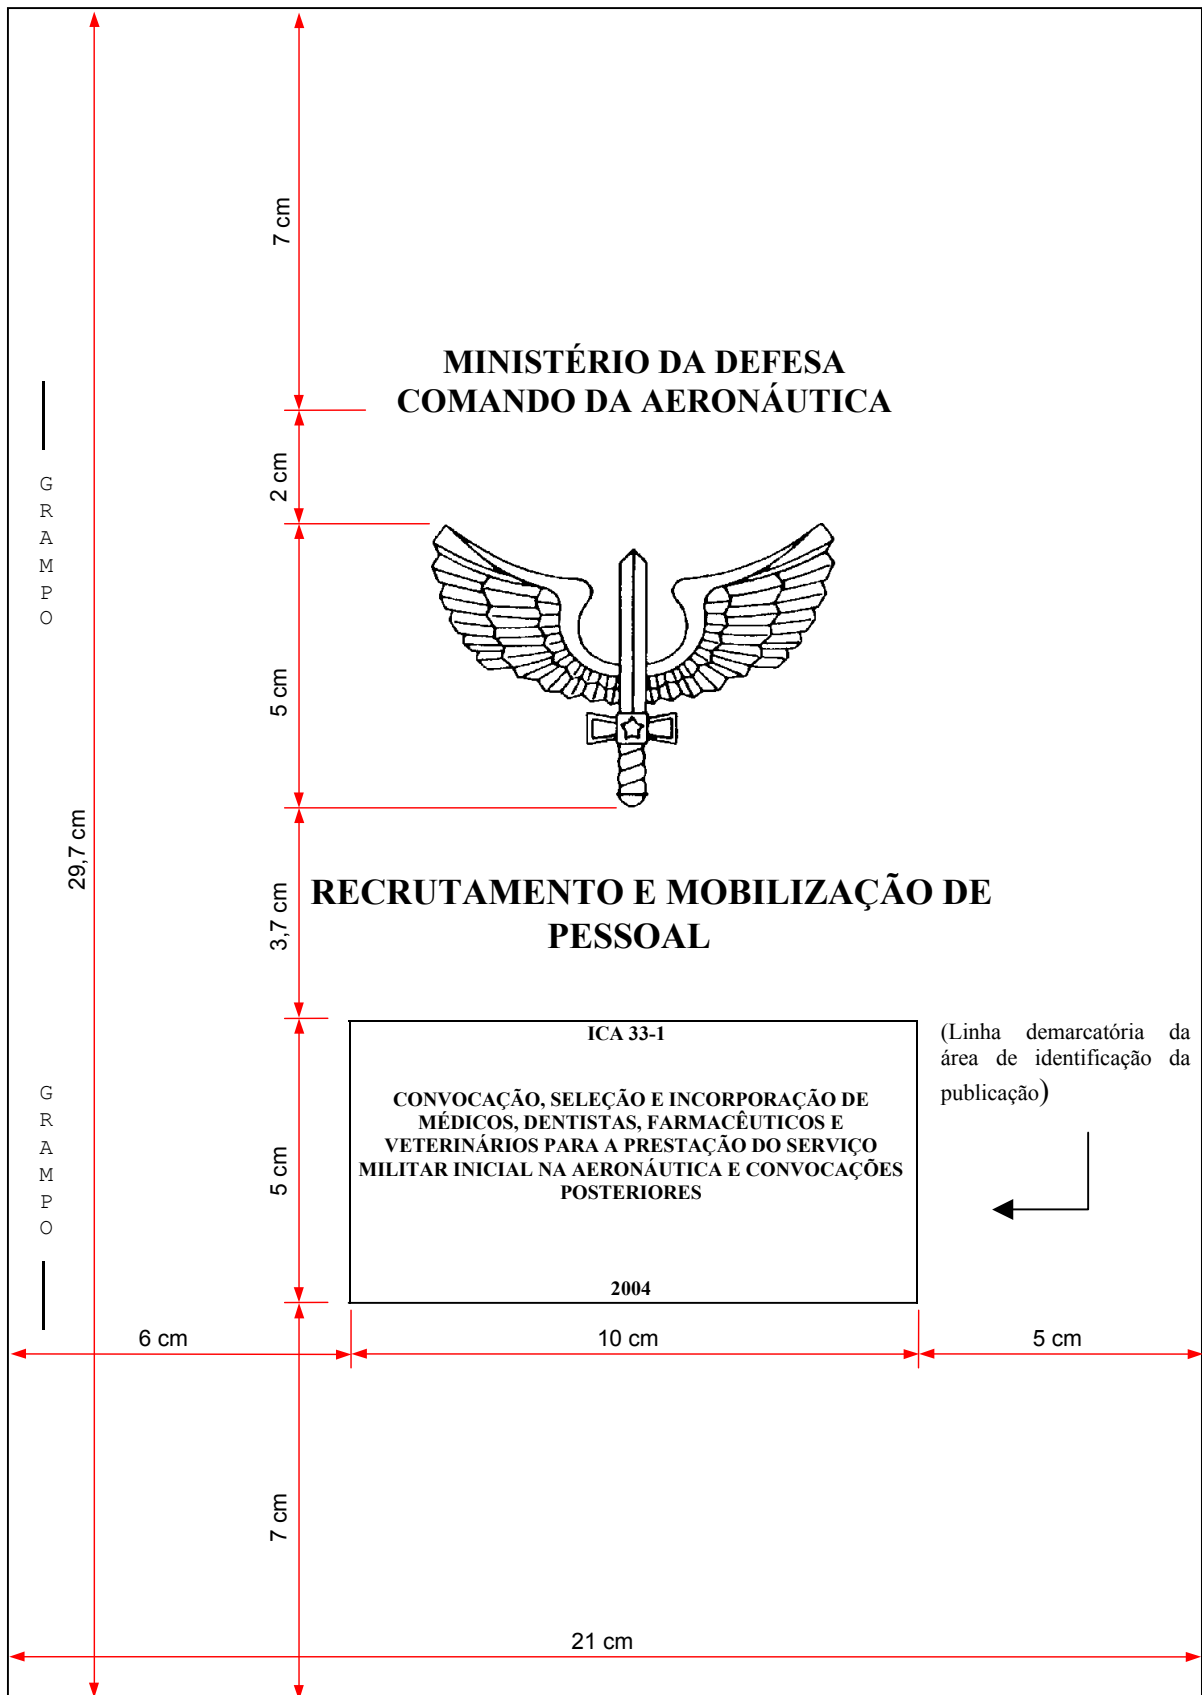 7 cm
MINISTÉRIO DA DEFESA
COMANDO DA AERONÁUTICA
2 cm
GRAMPO
5 cm
29,7 cm
3,7 cm
RECRUTAMENTO E MOBILIZAÇÃO DE
PESSOAL
ICA 33-1
CONVOCAÇÃO, SELEÇÃO E INCORPORAÇÃO DE
MÉDICOS, DENTISTAS, FARMACÊUTICOS E
VETERINÁRIOS PARA A PRESTAÇÃO DO SERVIÇO
MILITAR INICIAL NA AERONÁUTICA E CONVOCAÇÕES
POSTERIORES
2004
(Linha demarcatória da
área de identificação da
publicação)
GRAMPO
5 cm
6 cm
10 cm
5 cm
7 cm
21 cm